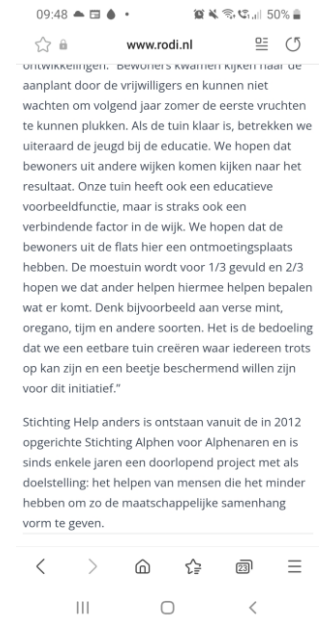 09:48 50%
www.rodi.nl
ontwikkelingen. "Bewoners kwamen kijken naar de
aanplant door de vrijwilligers en kunnen niet
wachten om volgend jaar zomer de eerste vruchten
te kunnen plukken. Als de tuin klaar is, betrekken we
uiteraard de jeugd bij de educatie. We hopen dat
bewoners uit andere wijken komen kijken naar het
resultaat. Onze tuin heeft ook een educatieve
voorbeeldfunctie, maar is straks ook een
verbindende factor in de wijk. We hopen dat de
bewoners uit de flats hier een ontmoetingsplaats
hebben. De moestuin wordt voor 1/3 gevuld en 2/3
hopen we dat ander helpen hiermee helpen bepalen
wat er komt. Denk bijvoorbeeld aan verse mint,
oregano, tijm en andere soorten. Het is de bedoeling
dat we een eetbare tuin creëren waar iedereen trots
op kan zijn en een beetje beschermend willen zijn
voor dit initiatief."
Stichting Help anders is ontstaan vanuit de in 2012
opgerichte Stichting Alphen voor Alphenaren en is
sinds enkele jaren een doorlopend project met als
doelstelling: het helpen van mensen die het minder
hebben om zo de maatschappelijke samenhang
vorm te geven.
23